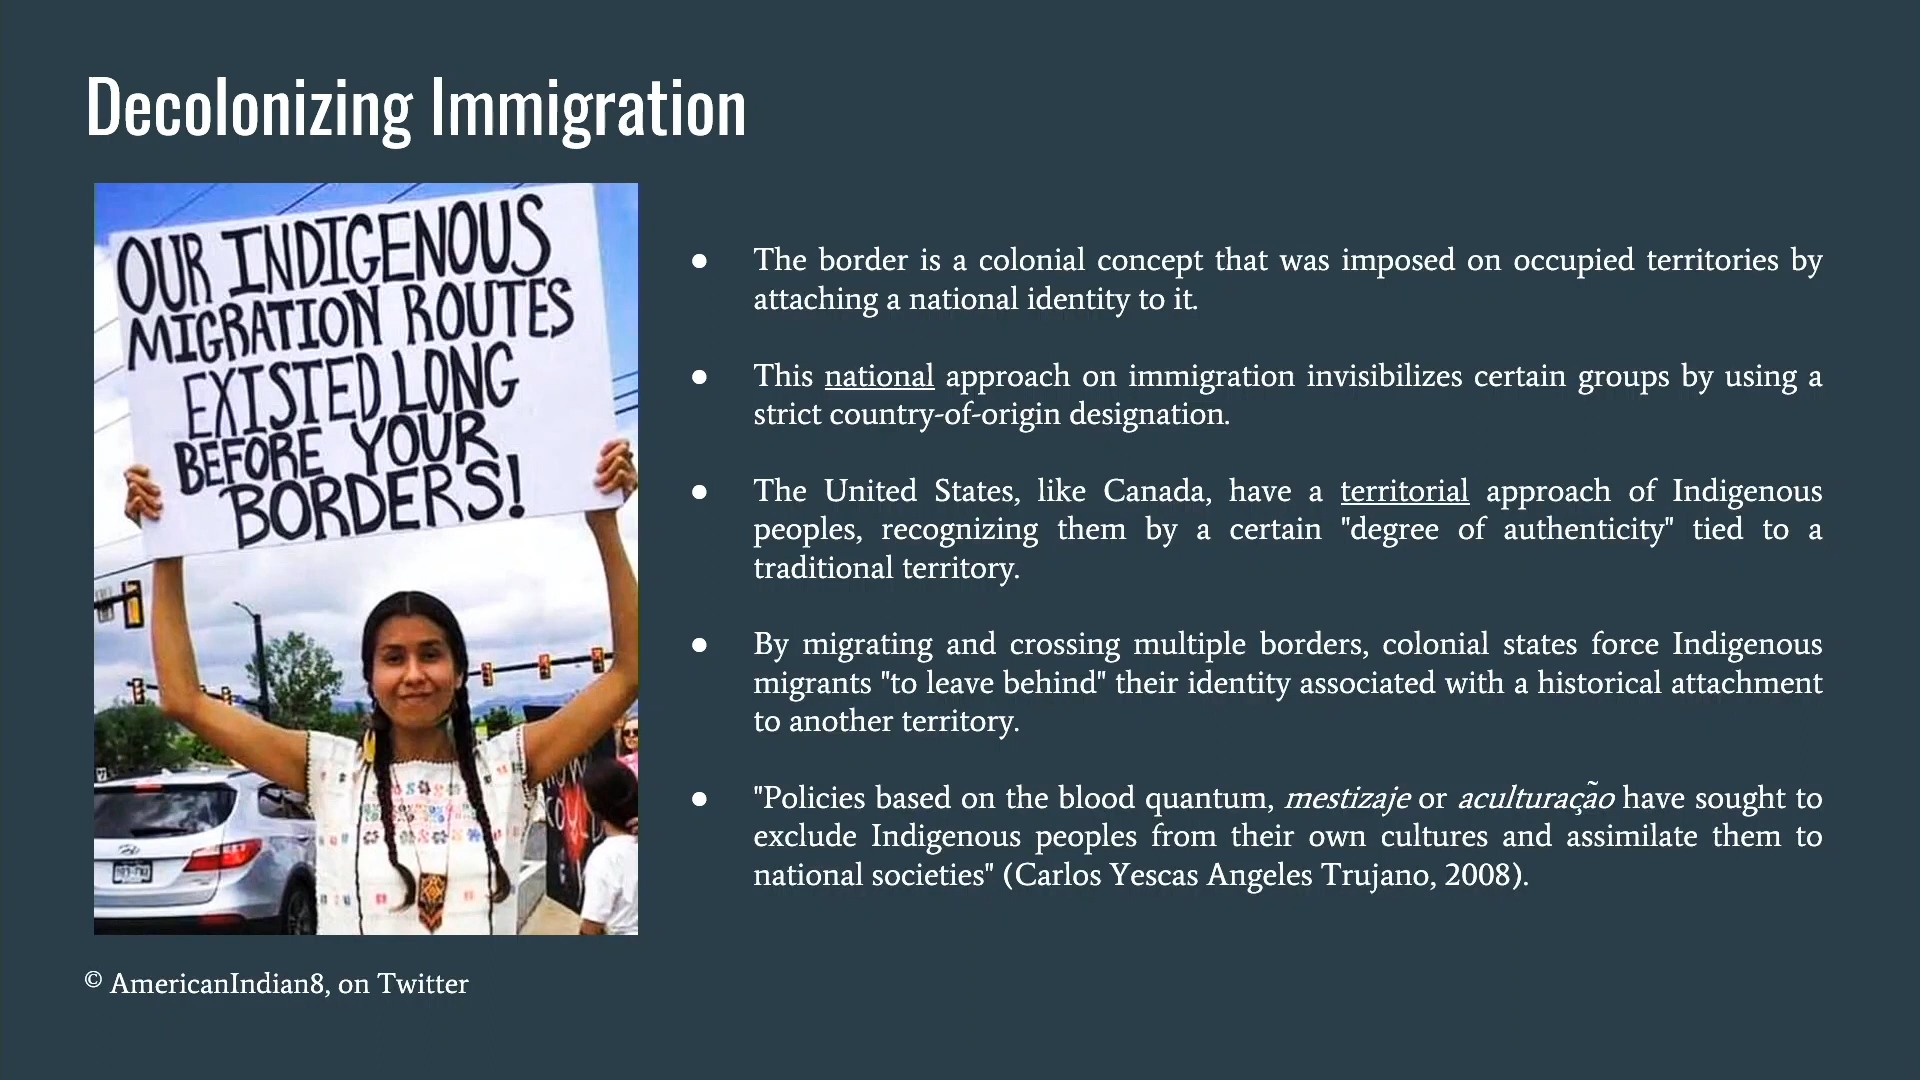 Decolonizing Immigration
OUR INDIGENOUS
MIGRATION ROUTES
EXISTED LONG
BEFORE YOUR
BORDERS!
© AmericanIndian8, on Twitter
● The border is a colonial concept that was imposed on occupied territories by
attaching a national identity to it.
● This national approach on immigration invisibilizes certain groups by using a
strict country-of-origin designation.
● The United States, like Canada, have a territorial approach of Indigenous
peoples, recognizing them by a certain "degree of authenticity" tied to a
traditional territory.
● By migrating and crossing multiple borders, colonial states force Indigenous
migrants "to leave behind" their identity associated with a historical attachment
to another territory.
● "Policies based on the blood quantum, mestizaje or aculturação have sought to
exclude Indigenous peoples from their own cultures and assimilate them to
national societies" (Carlos Yescas Angeles Trujano, 2008).